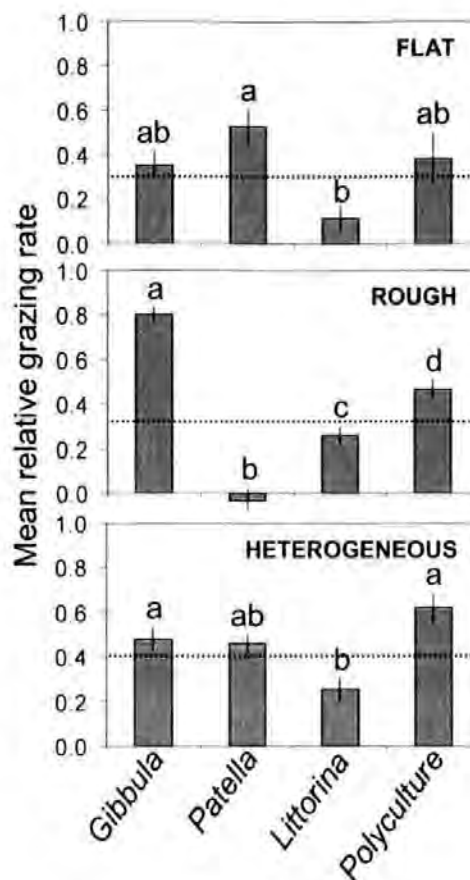 Mean relative grazing rate
1.0
FLAT
0.8
0.6
0.4
0.2
0.0
ab
a
b
ab
1.0
ROUGH
0.8
0.6
0.4
0.2
0.0
a
b
c
d
1.0
HETEROGENEOUS
0.8
0.6
0.4
0.2
0.0
a
ab
b
a
Gibbula
Patella
Littorina
Polyculture